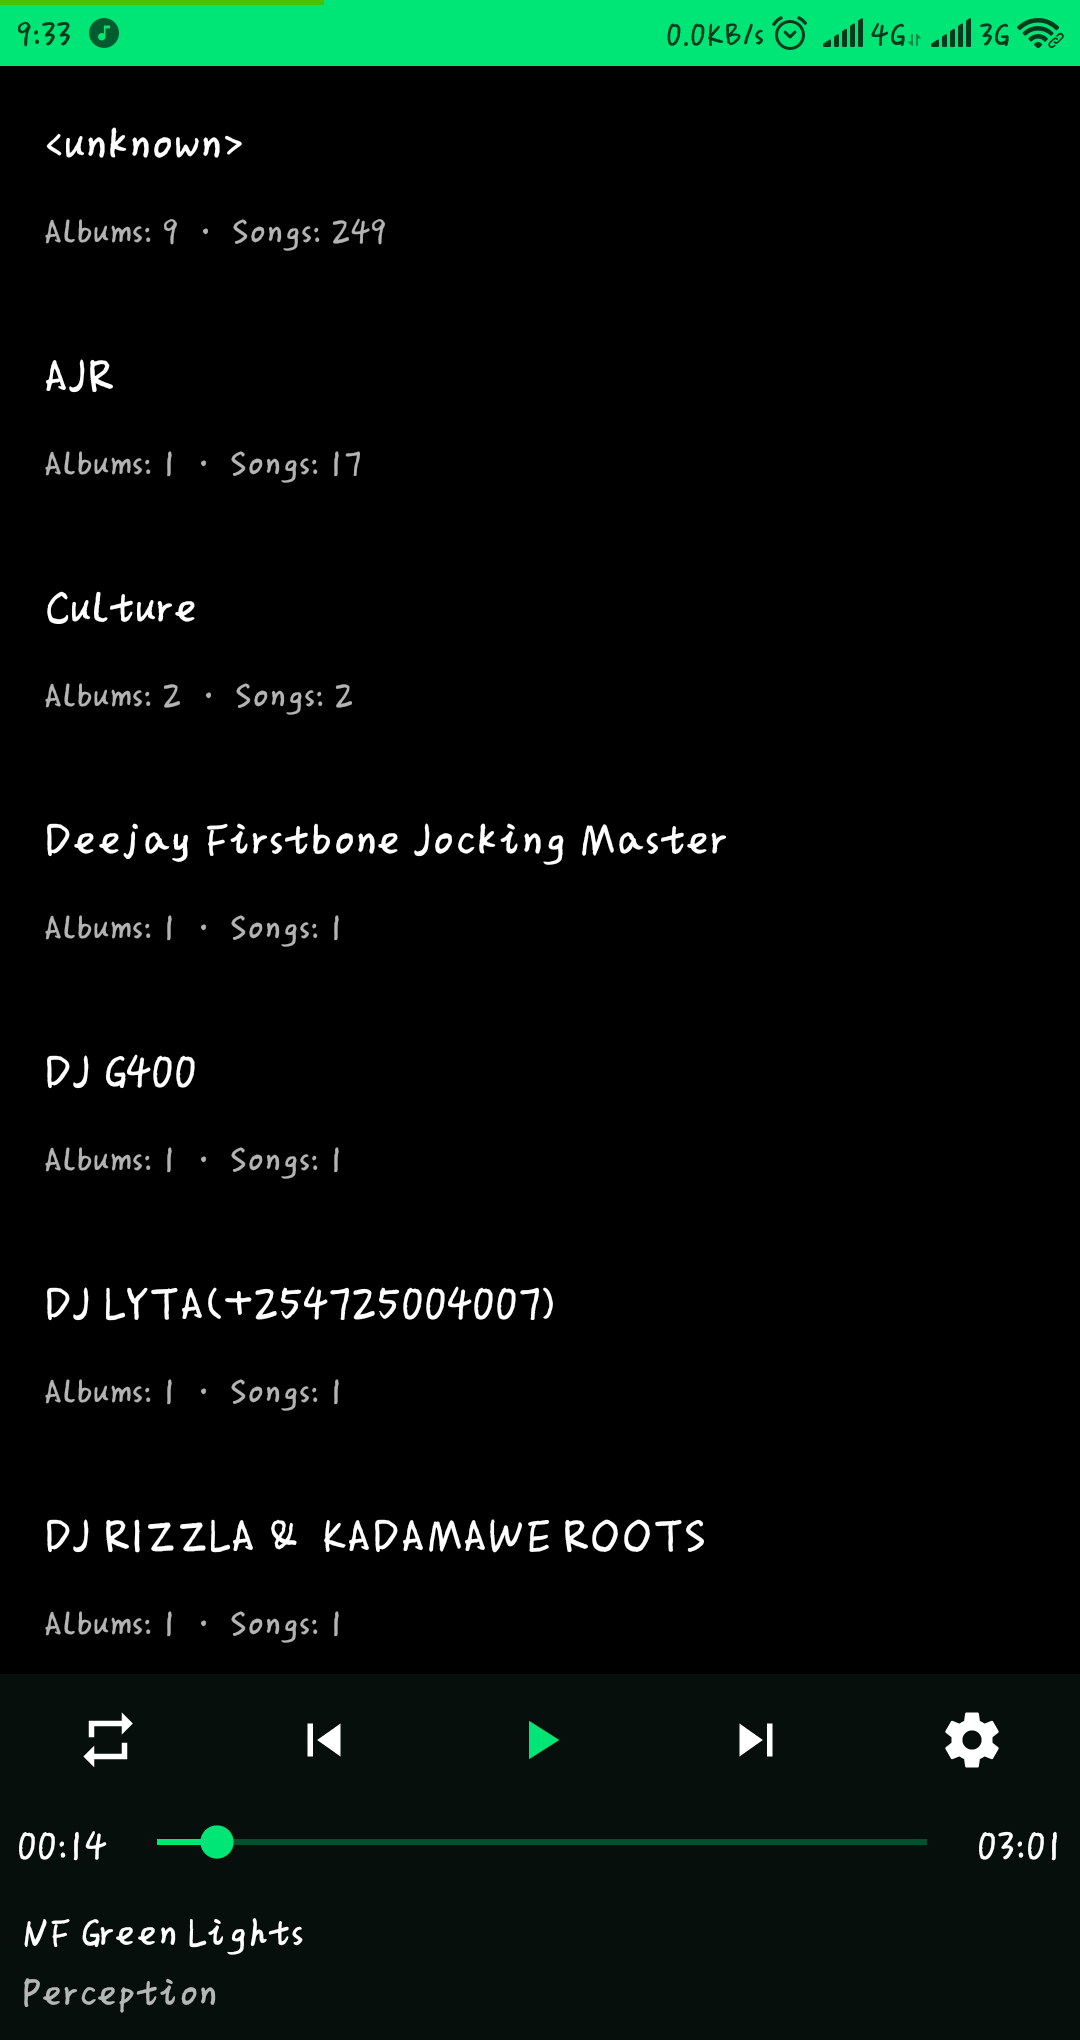 9:33 0.0KB/s 4G 3G
<unknown>
Albums: 9 · Songs: 249
AJR
Albums: 1 · Songs: 17
Culture
Albums: 2 · Songs: 2
Deejay Firstbone Jocking Master
Albums: 1 · Songs: 1
DJ G400
Albums: 1 · Songs: 1
DJ LYTA(+254725004007)
Albums: 1 · Songs: 1
DJ RIZZLA &  KADAMAWE ROOTS
Albums: 1 · Songs: 1
00:14 03:01
NF Green Lights
Perception